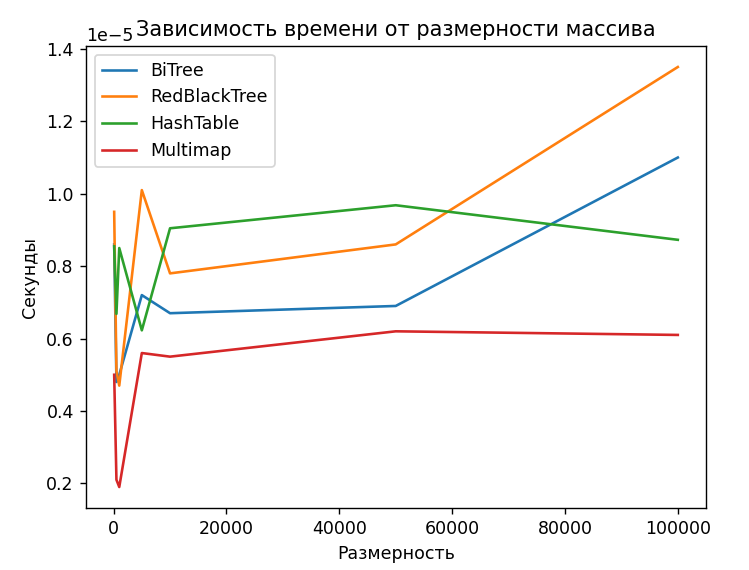 Зависимость времени от размерности массива
1e−5
1.4
1.2
1.0
0.8
0.6
0.4
0.2
Секунды
BiTree
RedBlackTree
HashTable
Multimap
0 20000 40000 60000 80000 100000
Размерность